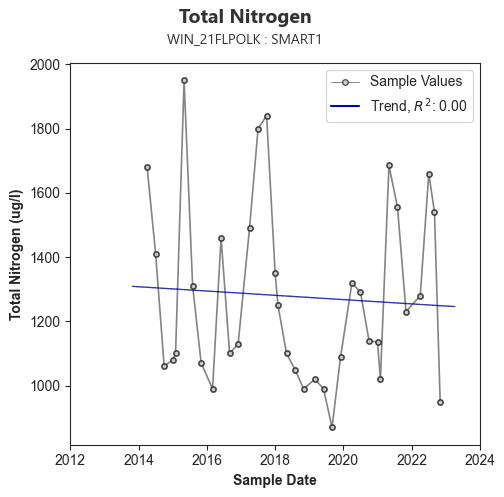 Total Nitrogen
WIN_21FLPOLK : SMART1
Sample Values
Trend, R²: 0.00
Total Nitrogen (ug/l)
2000
1800
1600
1400
1200
1000
2012 2014 2016 2018 2020 2022 2024
Sample Date